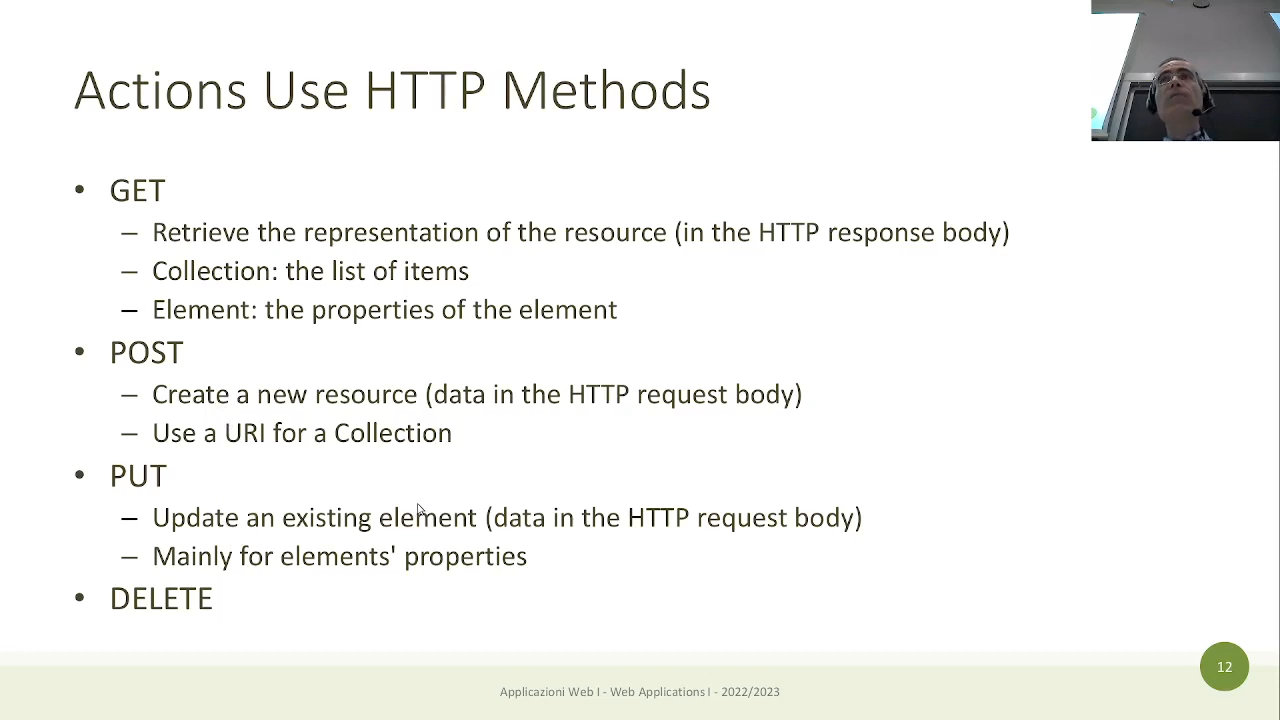 Actions Use HTTP Methods
• GET
– Retrieve the representation of the resource (in the HTTP response body)
– Collection: the list of items
– Element: the properties of the element
• POST
– Create a new resource (data in the HTTP request body)
– Use a URI for a Collection
• PUT
– Update an existing element (data in the HTTP request body)
– Mainly for elements' properties
• DELETE
12
Applicazioni Web I - Web Applications I - 2022/2023